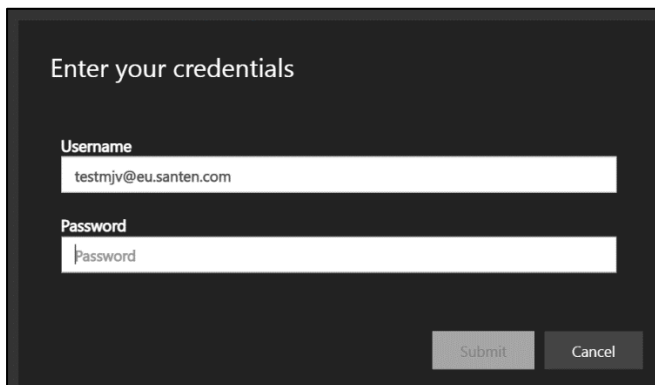 Enter your credentials
Username
testmjv@eu.santen.com
Password
Password
Submit Cancel